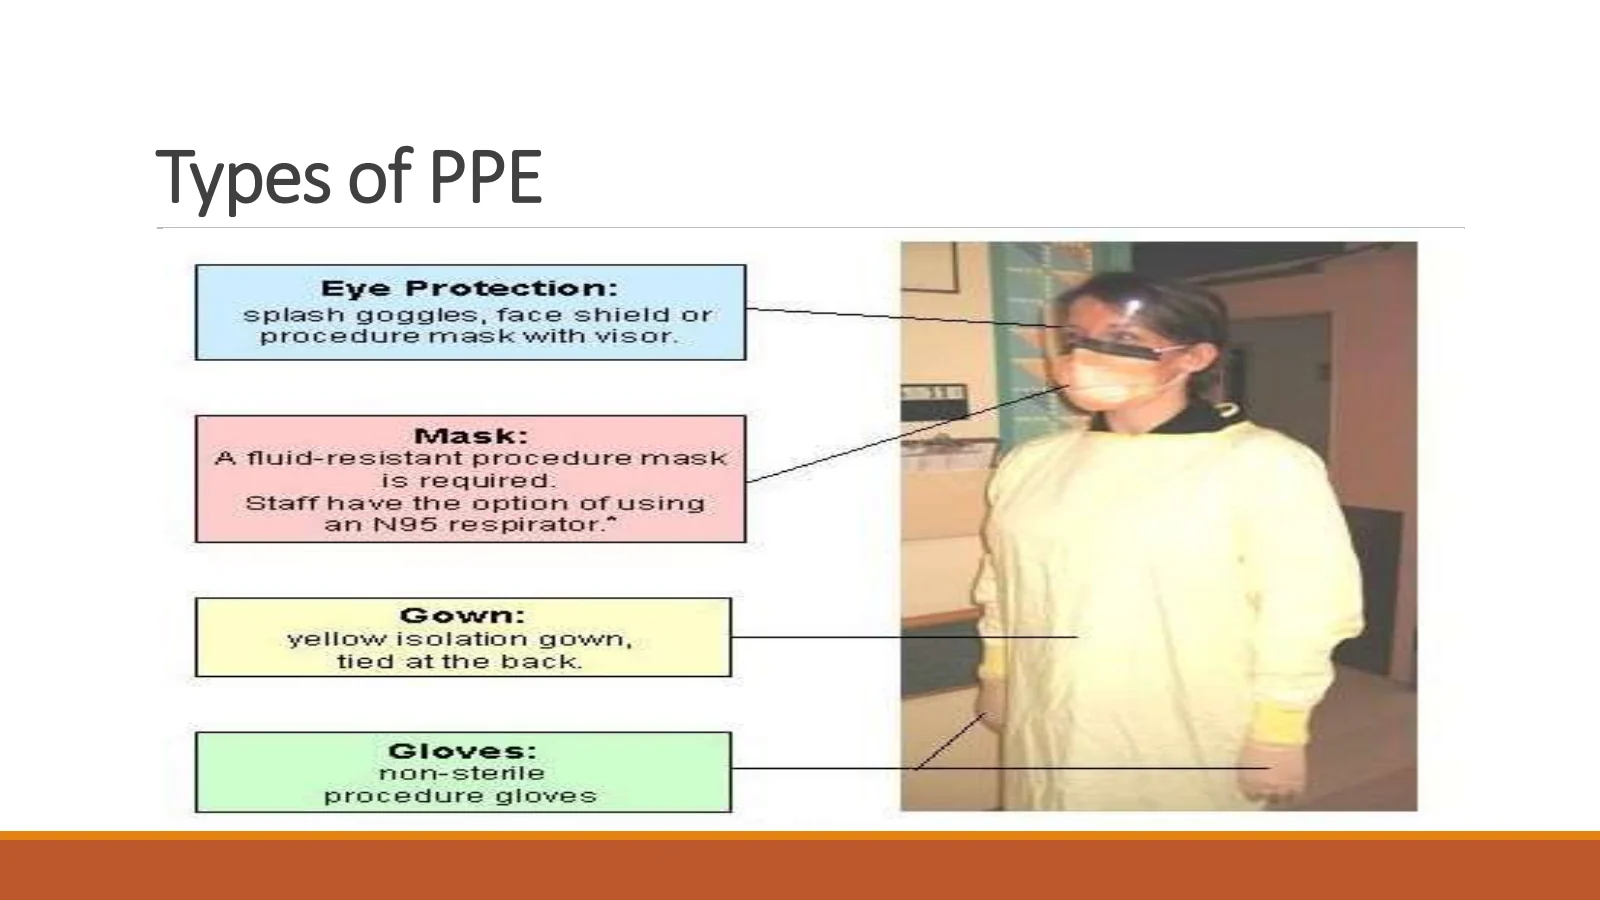 Types of PPE
Eye Protection:
splash goggles, face shield or
procedure mask with visor.
Mask:
A fluid-resistant procedure mask
is required.
Staff have the option of using
an N95 respirator.*
Gown:
yellow isolation gown,
tied at the back.
Gloves:
non-sterile
procedure gloves